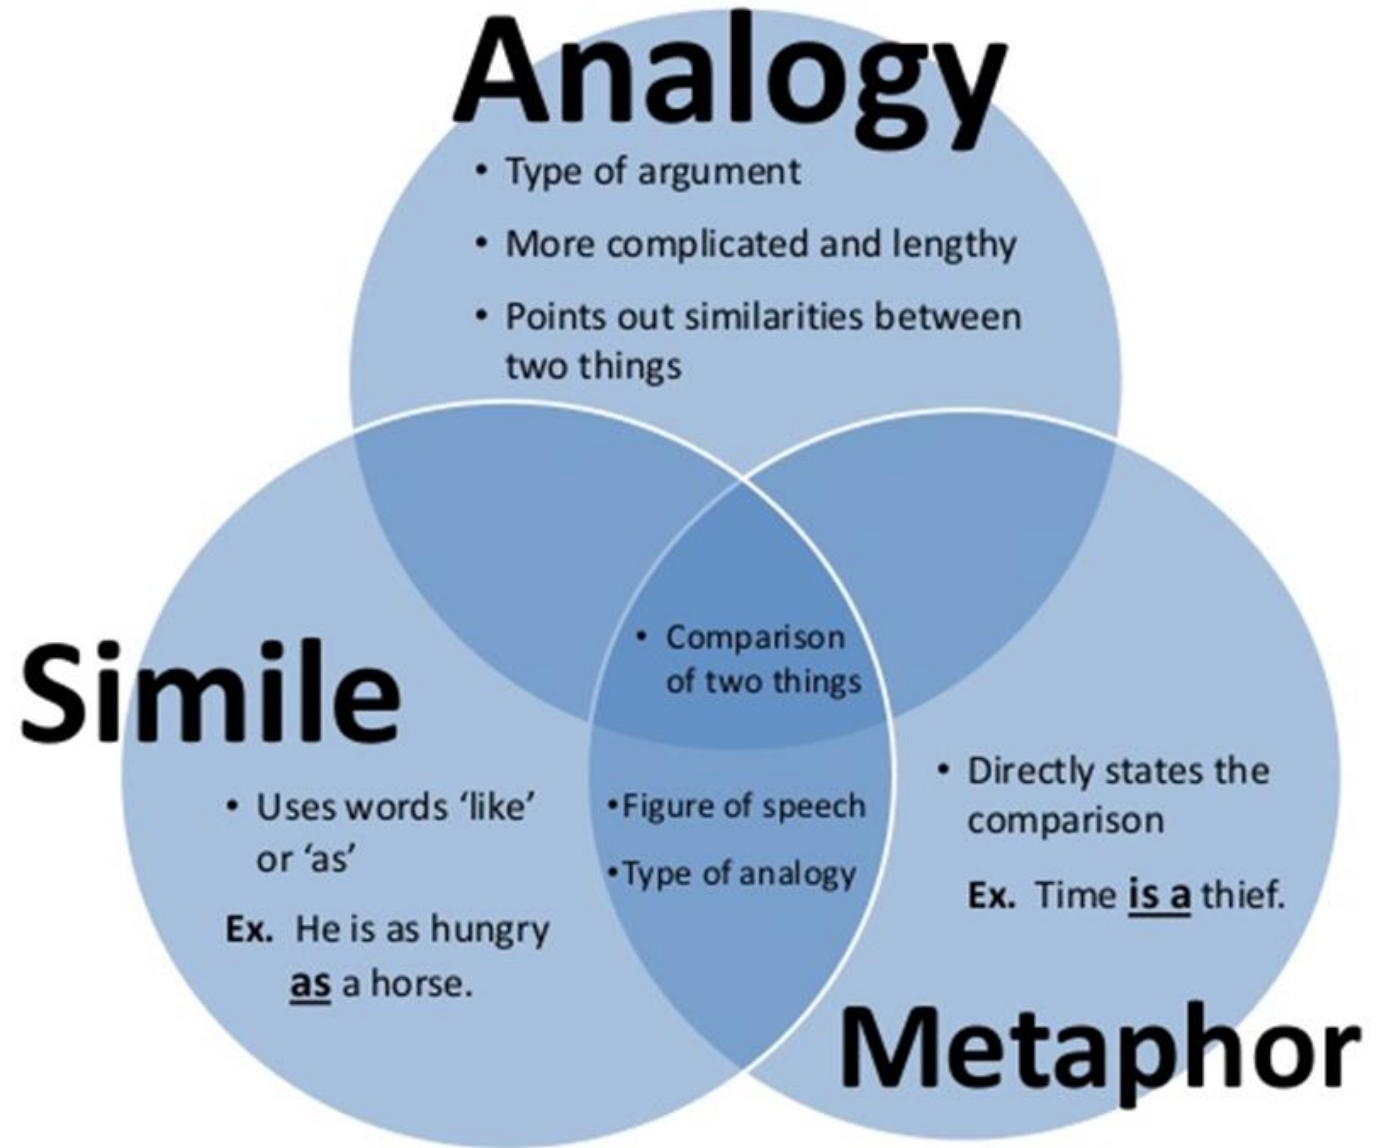 Analogy
• Type of argument
• More complicated and lengthy
• Points out similarities between
two things
• Comparison
of two things
Simile
• Uses words ‘like’
or ‘as’
Ex. He is as hungry
as a horse.
•Figure of speech
•Type of analogy
• Directly states the
comparison
Ex. Time is a thief.
Metaphor